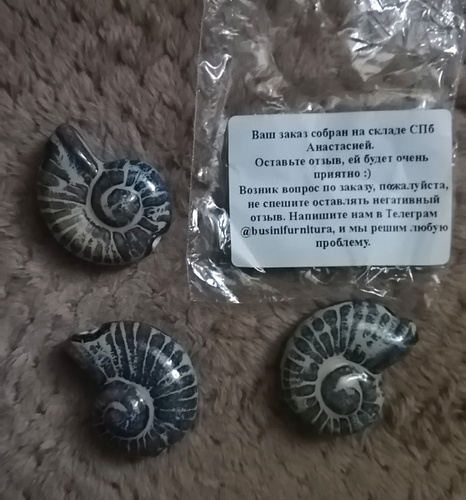 Ваш заказ собран на складе СПб
Анастасией.
Оставьте отзыв, ей будет очень
приятно :)
Возник вопрос по заказу, пожалуйста,
не спешите оставлять негативный
отзыв. Напишите нам в Телеграм
@businifurnitura, и мы решим любую
проблему.